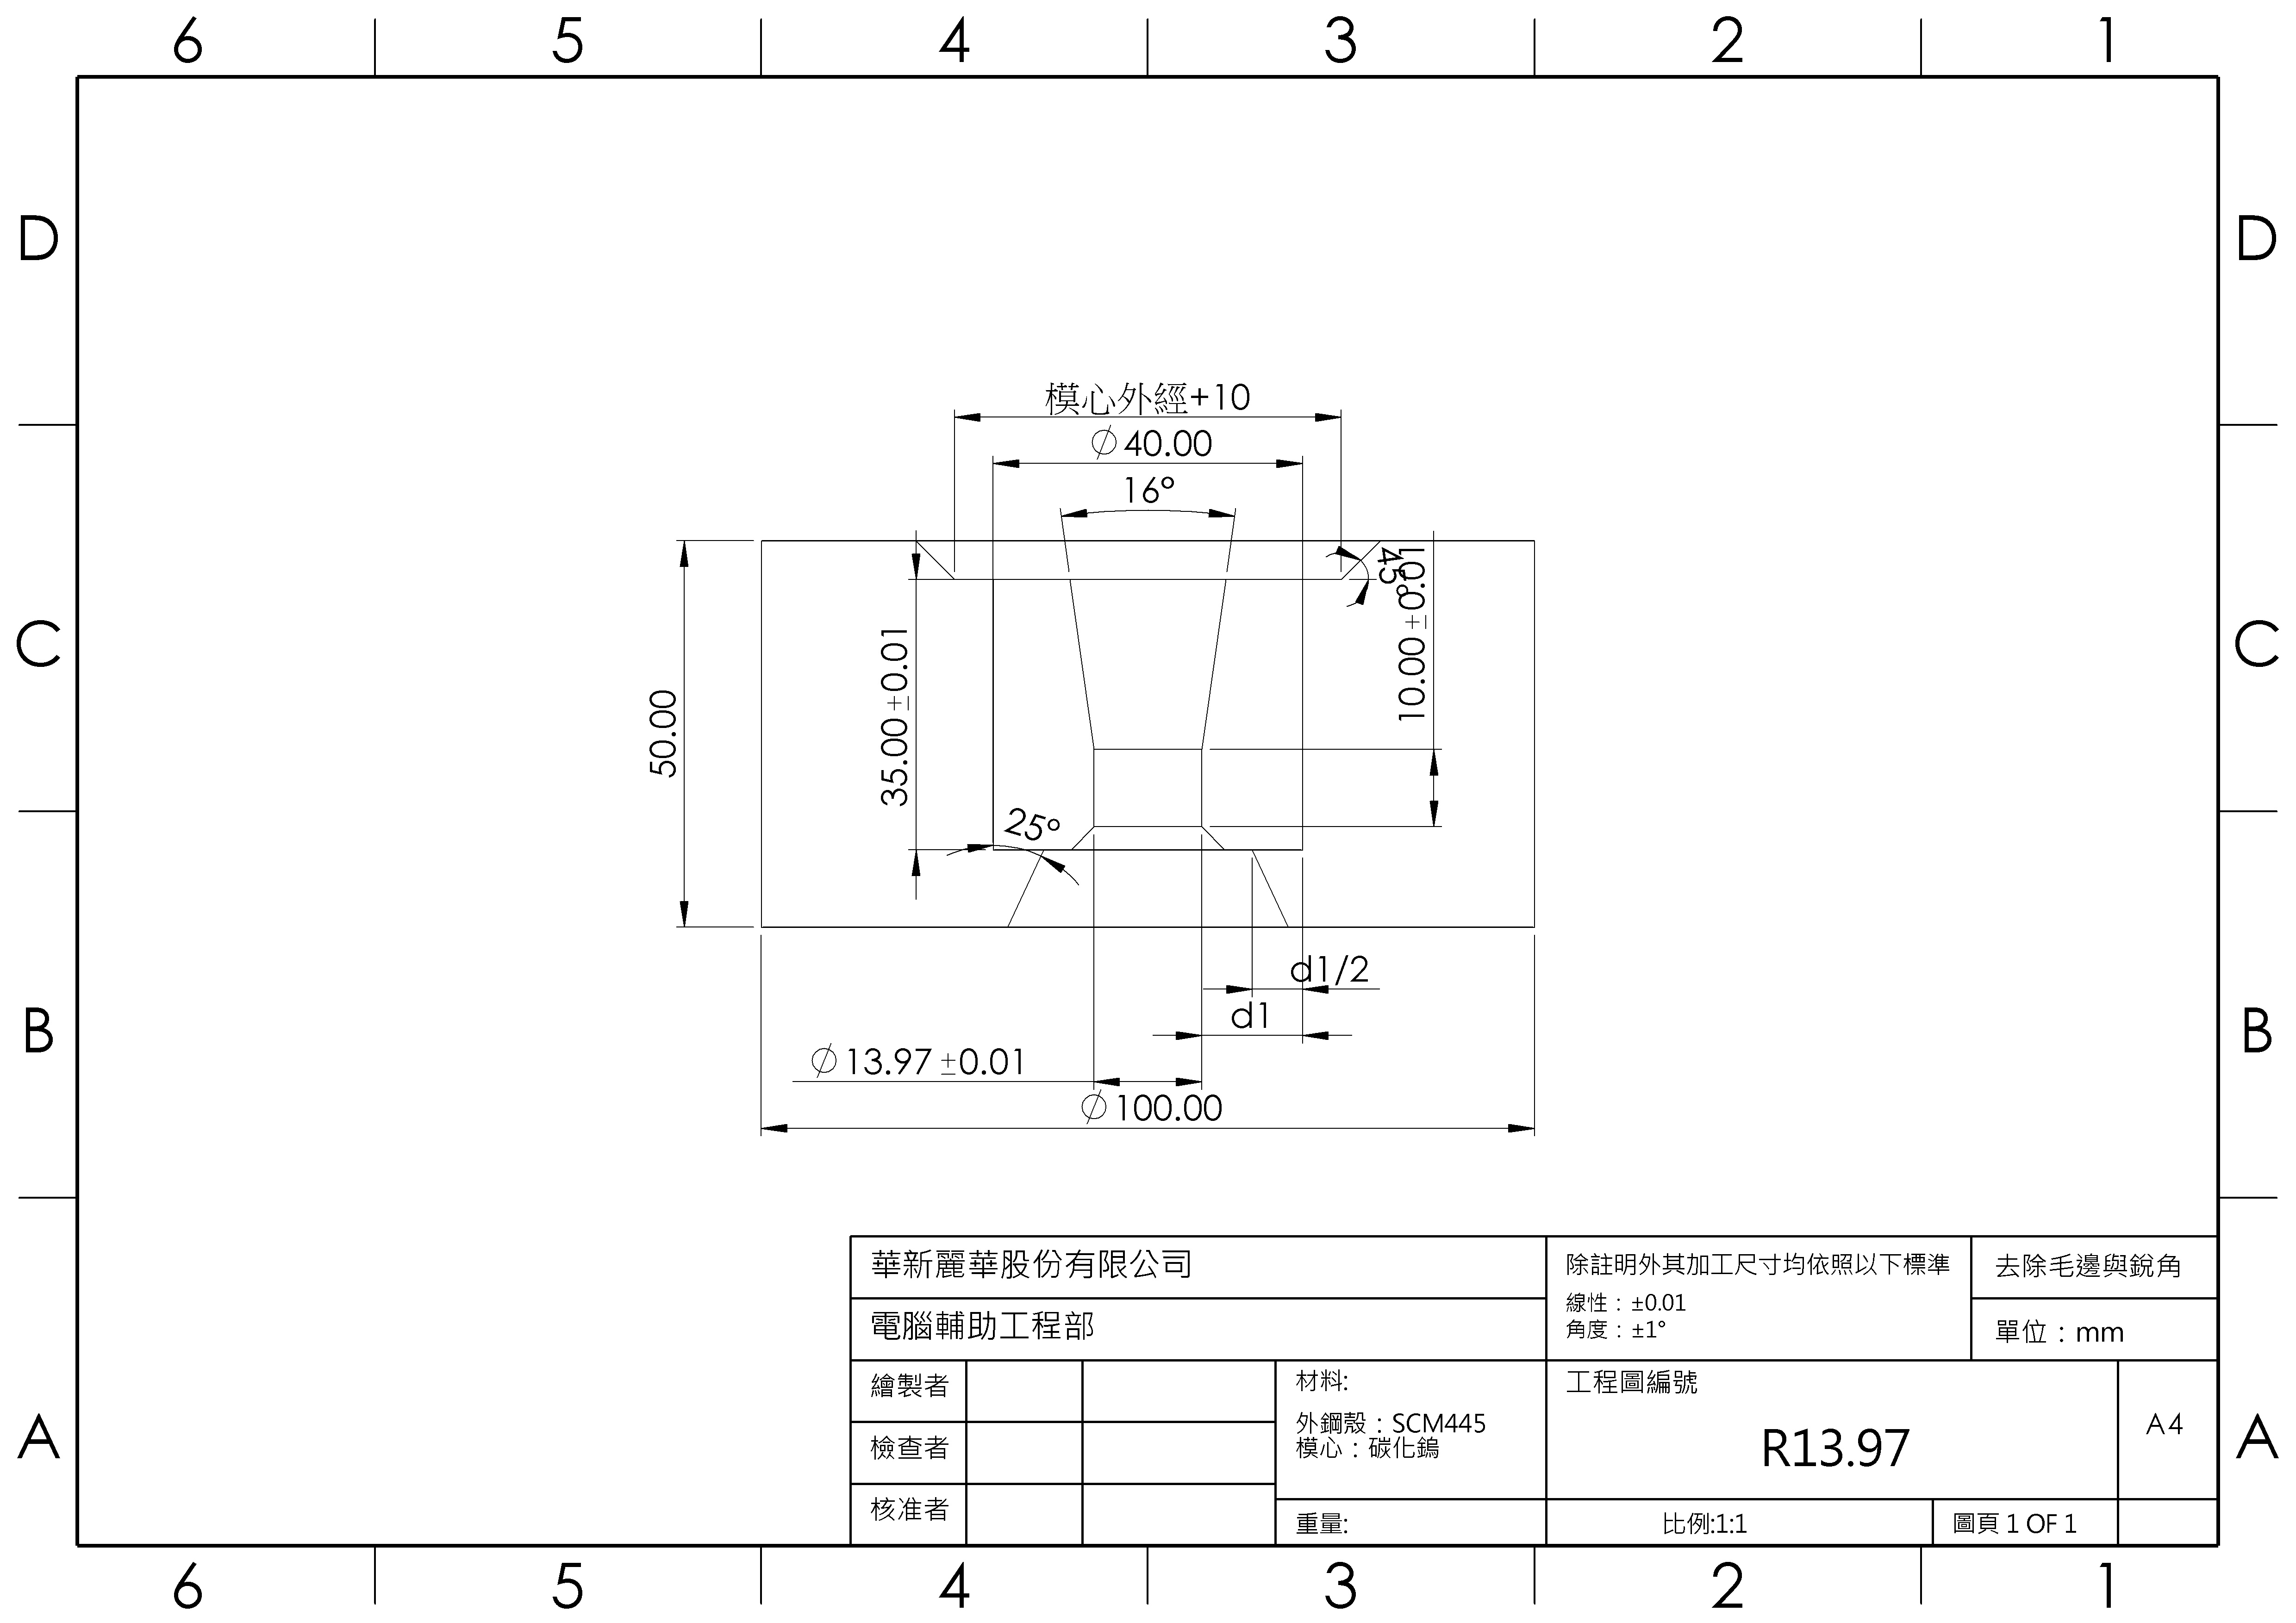 6 5 4 3 2 1
D D
模心外經+10
∅40.00
16°
45°
C C
10.00±0.01
35.00±0.01
50.00
25°
d1/2
B B
d1
∅13.97±0.01
∅100.00
華新麗華股份有限公司
電腦輔助工程部
除註明外其加工尺寸均依照以下標準
線性：±0.01
角度：±1°
去除毛邊與銳角
單位：mm
繪製者
檢查者
核准者
材料:
外鋼殼：SCM445
模心：碳化鎢
重量:
工程圖編號
R13.97
A4
比例:1:1
圖頁 1 OF 1
A A
6 5 4 3 2 1